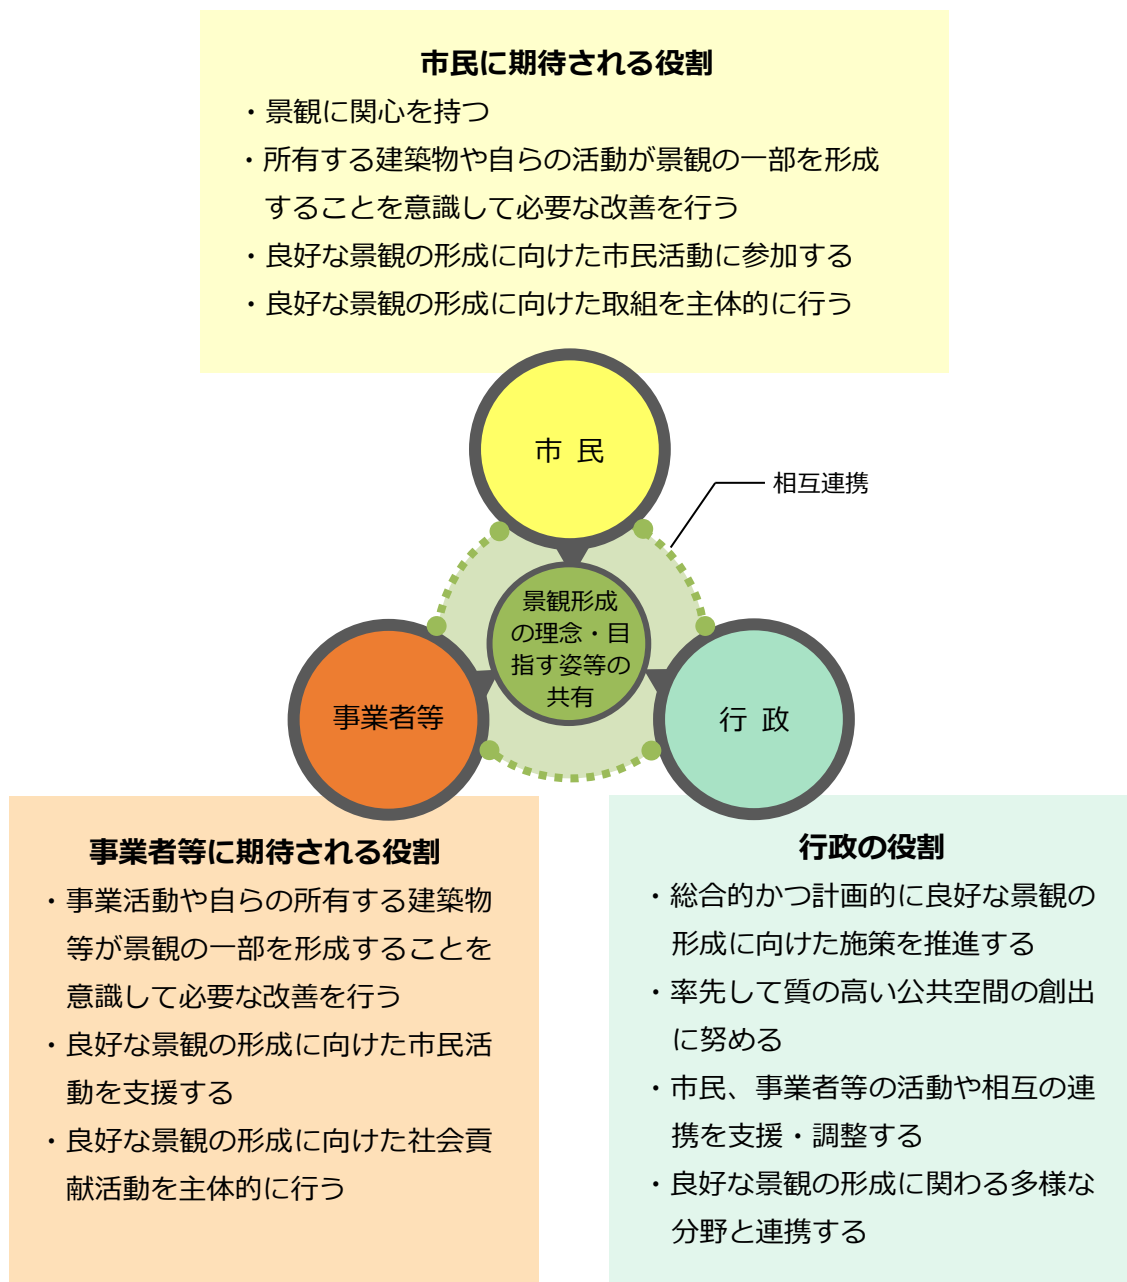 市民に期待される役割
・景観に関心を持つ
・所有する建築物や自らの活動が景観の一部を形成
することを意識して必要な改善を行う
・良好な景観の形成に向けた市民活動に参加する
・良好な景観の形成に向けた取組を主体的に行う
市 民
相互連携
景観形成
の理念・目
指す姿等の
共有
事業者等
行 政
事業者等に期待される役割
・事業活動や自らの所有する建築物
等が景観の一部を形成することを
意識して必要な改善を行う
・良好な景観の形成に向けた市民活
動を支援する
・良好な景観の形成に向けた社会貢
献活動を主体的に行う
行政の役割
・総合的かつ計画的に良好な景観の
形成に向けた施策を推進する
・率先して質の高い公共空間の創出
に努める
・市民、事業者等の活動や相互の連
携を支援・調整する
・良好な景観の形成に関わる多様な
分野と連携する